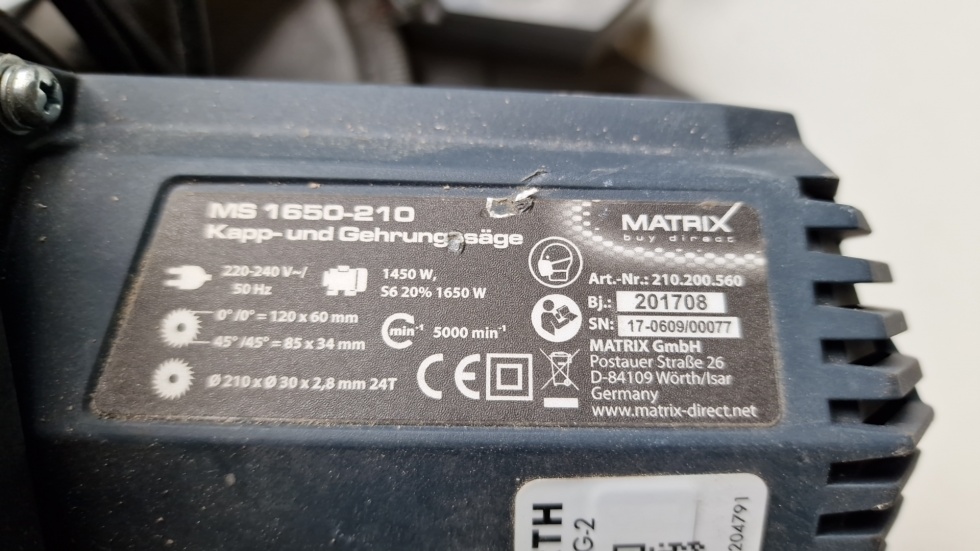 MS 1650-210
Kapp- und Gehrungssäge
MATRIX
buy direct
220-240 V~/
50 Hz
1450 W,
S6 20% 1650 W
0°/0° = 120 x 60 mm
45°/45° = 85 x 34 mm
min⁻¹ 5000 min⁻¹
Ø 210 x Ø 30 x 2,8 mm 24T
CE
Art.-Nr.: 210.200.560
Bj.: 201708
SN: 17-0609/00077
MATRIX GmbH
Postauer Straße 26
D-84109 Wörth/Isar
Germany
www.matrix-direct.net
TH
G-2
204791